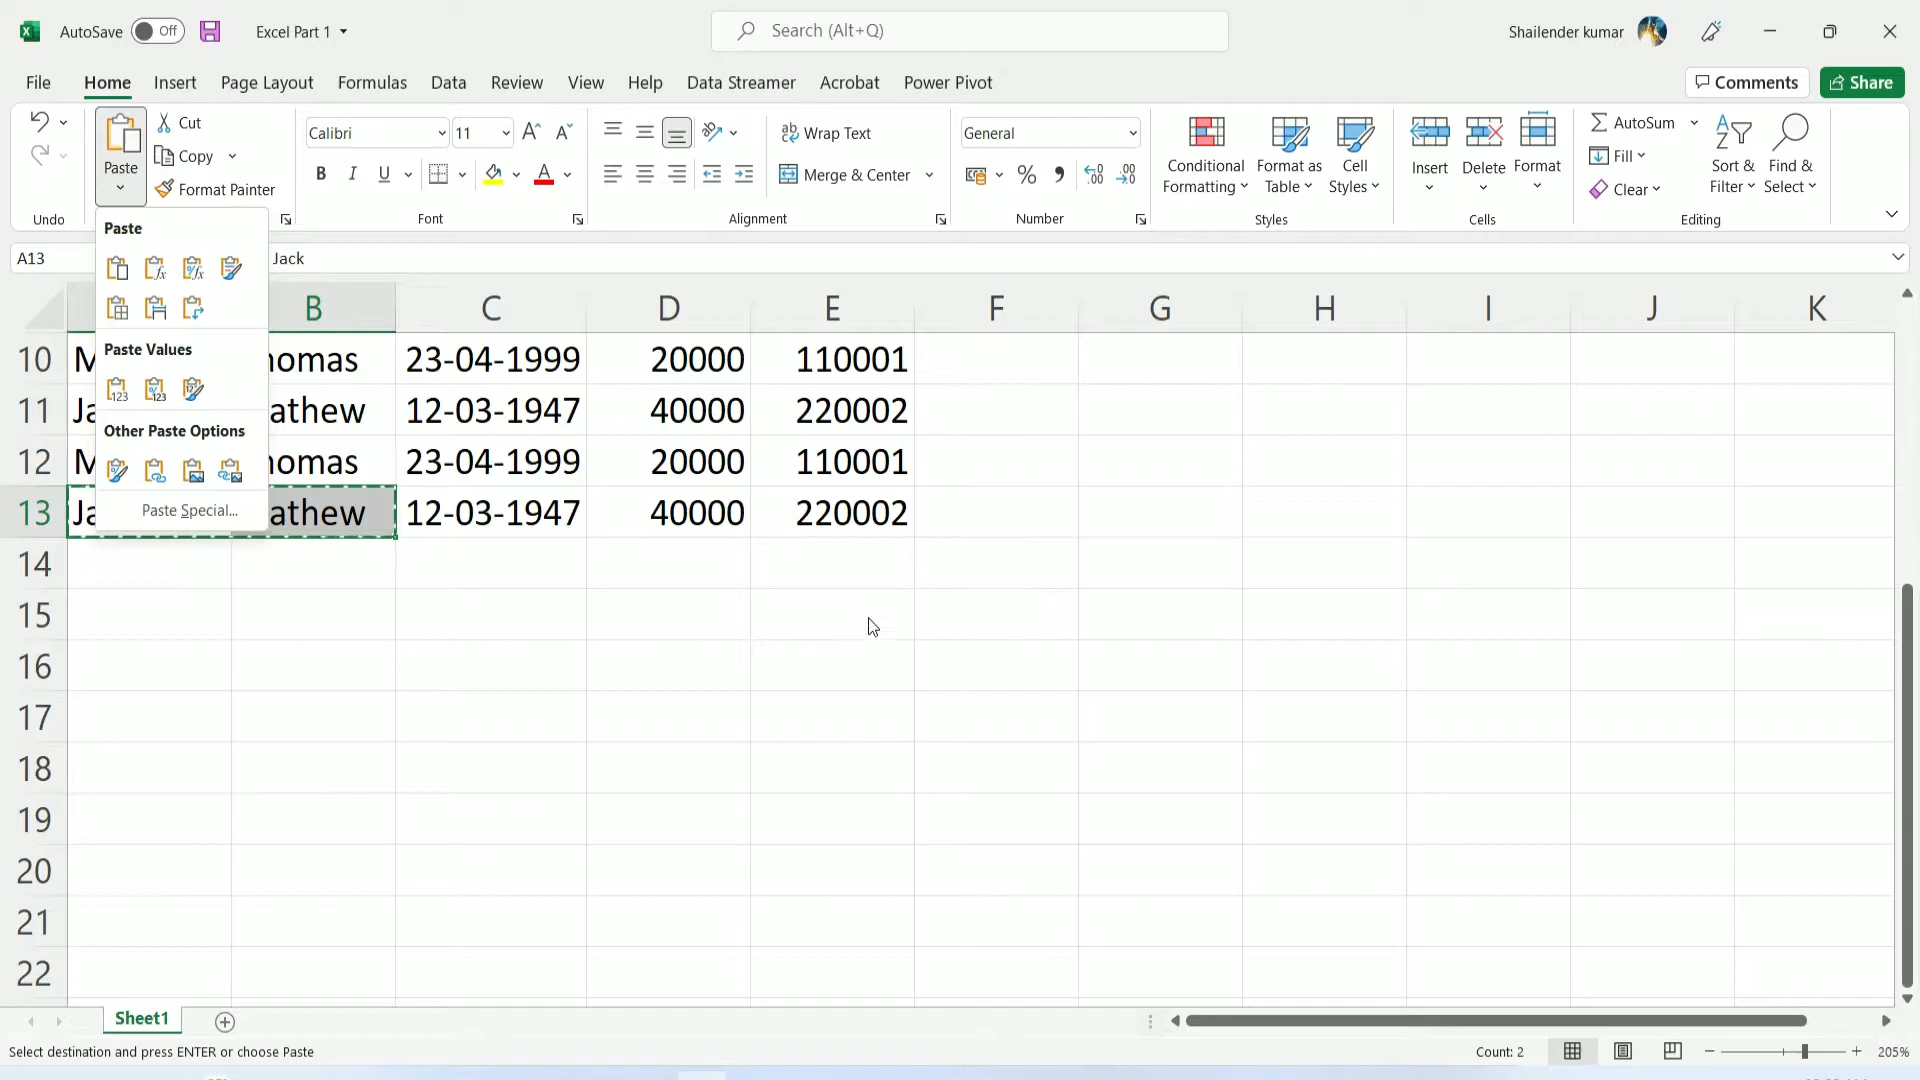 AutoSave Off Excel Part 1 Search (Alt+Q) Shailender kumar
File Home Insert Page Layout Formulas Data Review View Help Data Streamer Acrobat Power Pivot Comments Share
Paste Cut
Copy
Format Painter
Calibri 11
B I U A
Wrap Text
Merge & Center
General
Conditional Formatting
Format as Table
Cell Styles
Insert Delete Format
AutoSum
Fill
Clear
Sort & Filter
Find & Select
Undo Font Alignment Number Styles Cells Editing
A13 Jack
Paste
Paste Values
Other Paste Options
Paste Special...
B C D E F G H I J K
10 M homas 23-04-1999 20000 110001
11 Ja athew 12-03-1947 40000 220002
12 M homas 23-04-1999 20000 110001
13 Ja athew 12-03-1947 40000 220002
14
15
16
17
18
19
20
21
22
Sheet1
Select destination and press ENTER or choose Paste Count: 2 205%